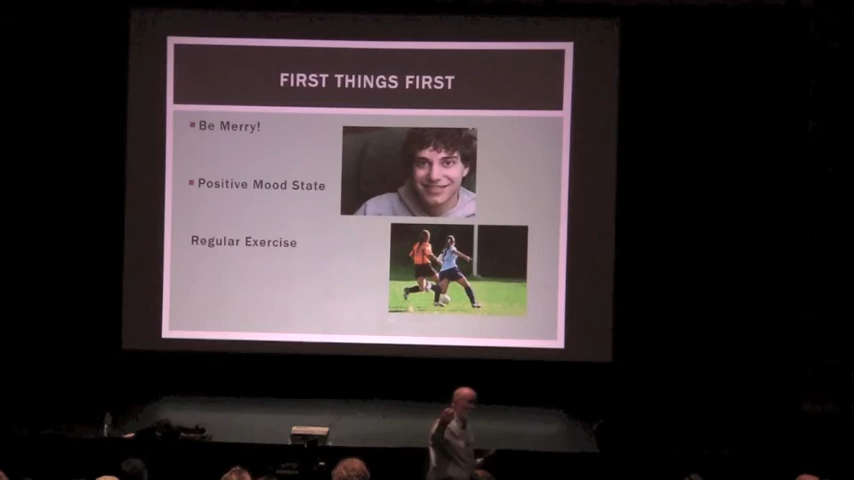 FIRST THINGS FIRST
Be Merry!
Positive Mood State
Regular Exercise